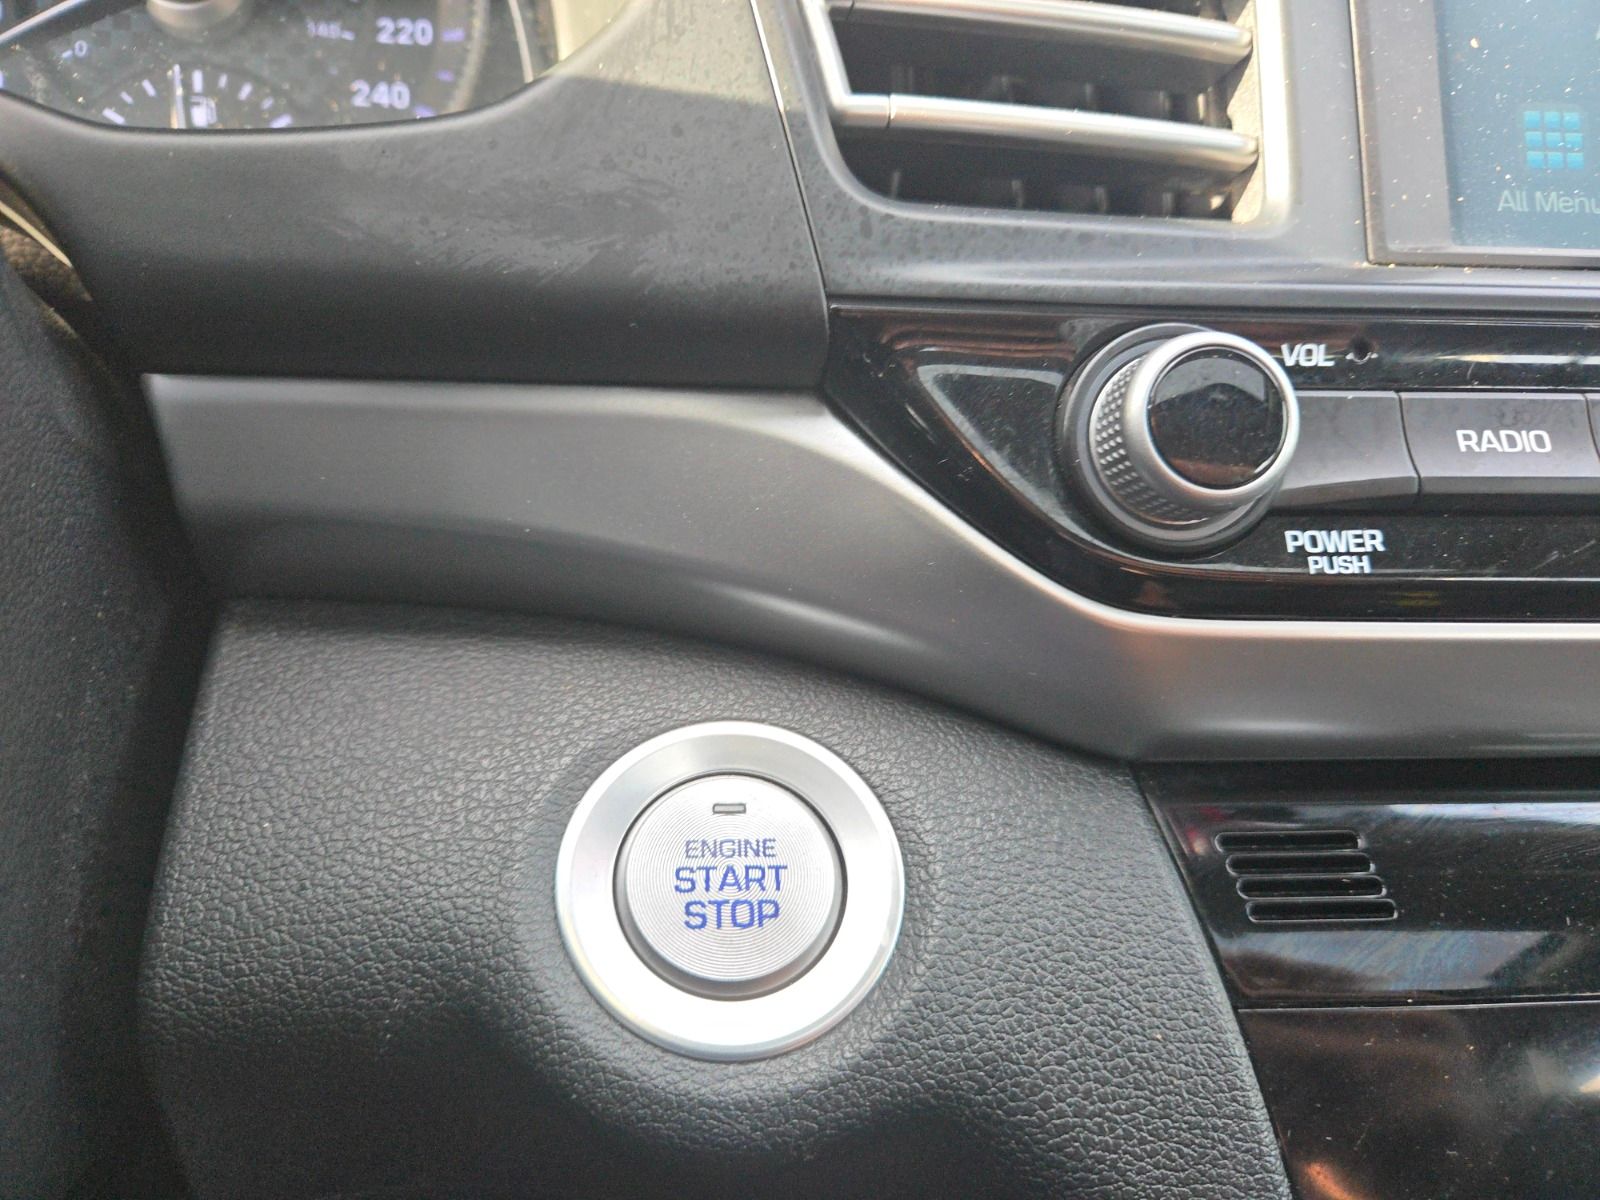 220
240
All Menu
VOL
RADIO
POWER
PUSH
ENGINE
START
STOP